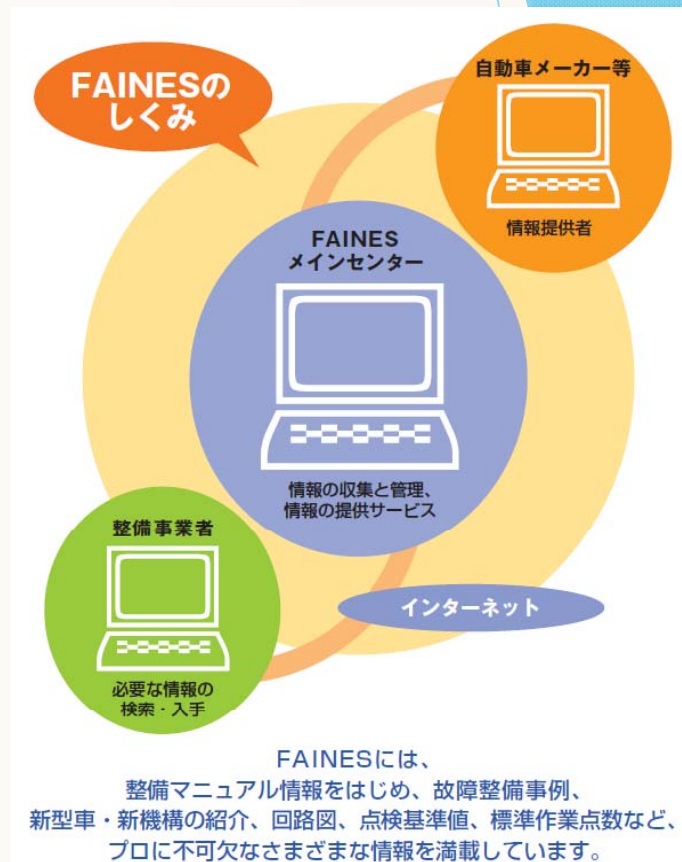 FAINESの
しくみ
自動車メーカー等
情報提供者
FAINES
メインセンター
情報の収集と管理、
情報の提供サービス
整備事業者
必要な情報の
検索・入手
インターネット
FAINESには、
整備マニュアル情報をはじめ、故障整備事例、
新型車・新機構の紹介、回路図、点検基準値、標準作業点数など、
プロに不可欠なさまざまな情報を満載しています。